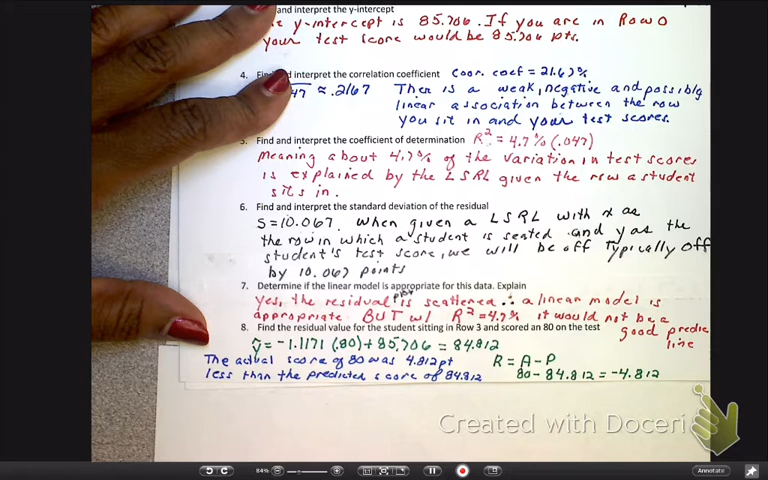 and interpret the y-intercept
y-intercept is 85.706. If you are in Row 0
your test score would be 85.706 pts.
4. Find and interpret the correlation coefficient Coor. coef = 21.67%
≈ .2167 There is a weak, negative and possibly
linear association between the row
you sit in and your test scores.
5. Find and interpret the coefficient of determination R² = 4.7% (.047)
Meaning about 4.7% of the variation in test scores
is explained by the LSRL given the row a student
sits in.
6. Find and interpret the standard deviation of the residual
S = 10.067. When given a LSRL with x as
the row in which a student is seated and y as the
student's test score, we will be off typically off
by 10.067 points
7. Determine if the linear model is appropriate for this data. Explain
Yes, the residual plot is scattered ∴ a linear model is
appropriate BUT w/ R² = 4.7% it would not be a
good predic
line
8. Find the residual value for the student sitting in Row 3 and scored an 80 on the test
ŷ = -1.1171 (80) + 85.706 = 84.812
The actual score of 80 was 4.812 pt
less than the predicted score of 84.812
R = A - P
80 - 84.812 = -4.812
Created with Doceri
84%
Annotate